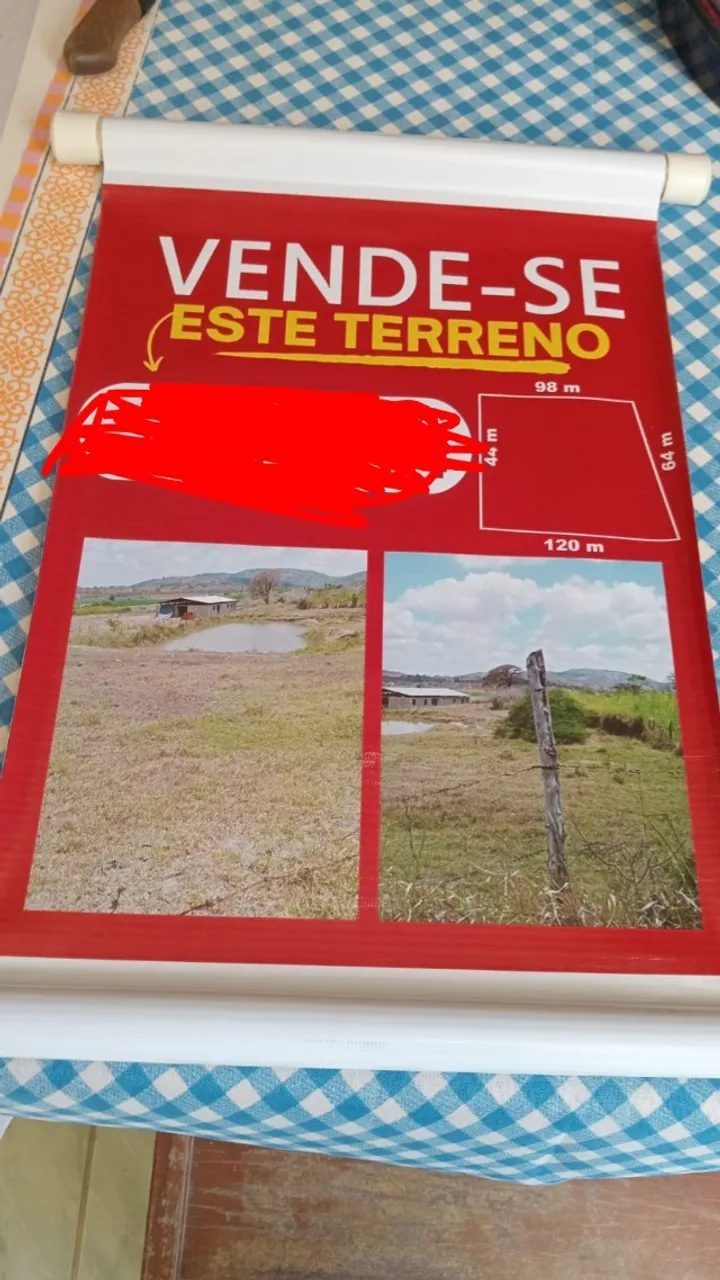 VENDE-SE
ESTE TERRENO
98 m
44 m
64 m
120 m